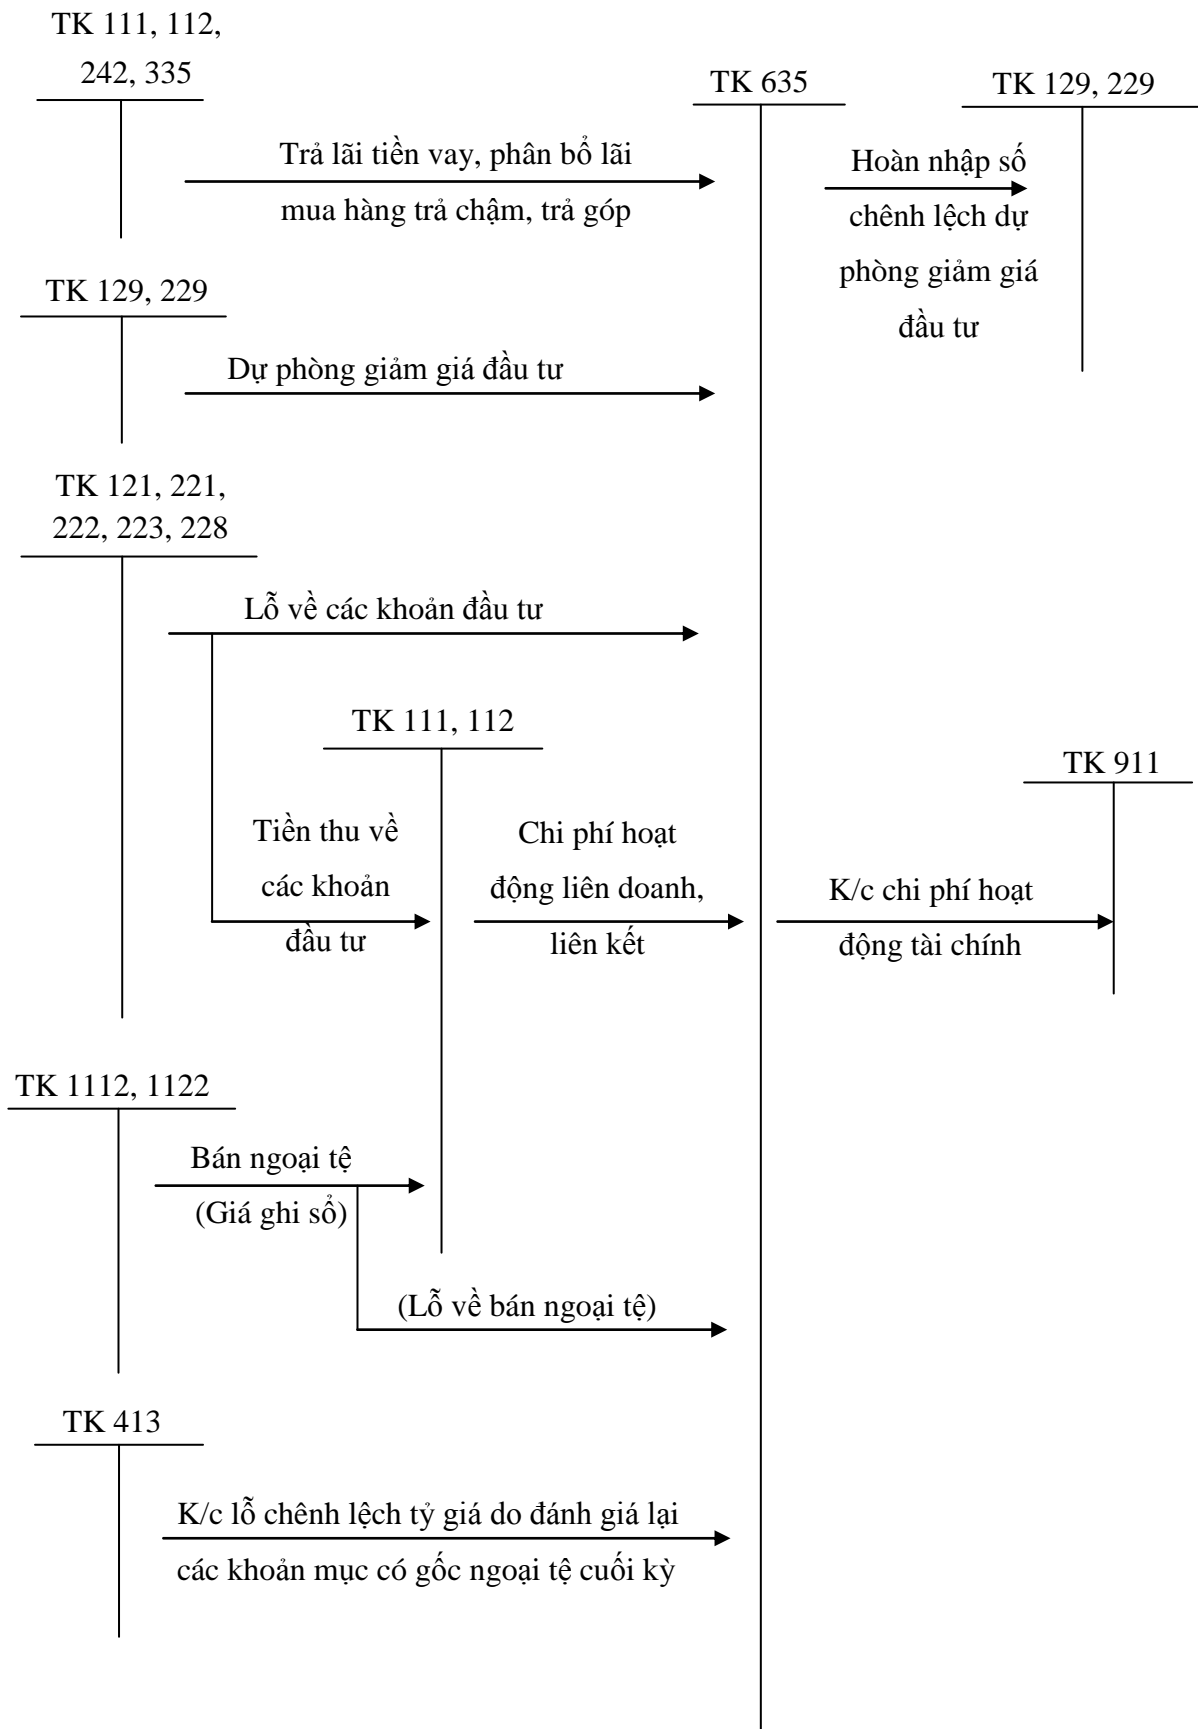 TK 111, 112,
242, 335
TK 635
TK 129, 229
Trả lãi tiền vay, phân bổ lãi
mua hàng trả chậm, trả góp
Hoàn nhập số
chênh lệch dự
phòng giảm giá
đầu tư
TK 129, 229
Dự phòng giảm giá đầu tư
TK 121, 221,
222, 223, 228
Lỗ về các khoản đầu tư
TK 111, 112
TK 911
Tiền thu về
các khoản
đầu tư
Chi phí hoạt
động liên doanh,
liên kết
K/c chi phí hoạt
động tài chính
TK 1112, 1122
Bán ngoại tệ
(Giá ghi sổ)
(Lỗ về bán ngoại tệ)
TK 413
K/c lỗ chênh lệch tỷ giá do đánh giá lại
các khoản mục có gốc ngoại tệ cuối kỳ